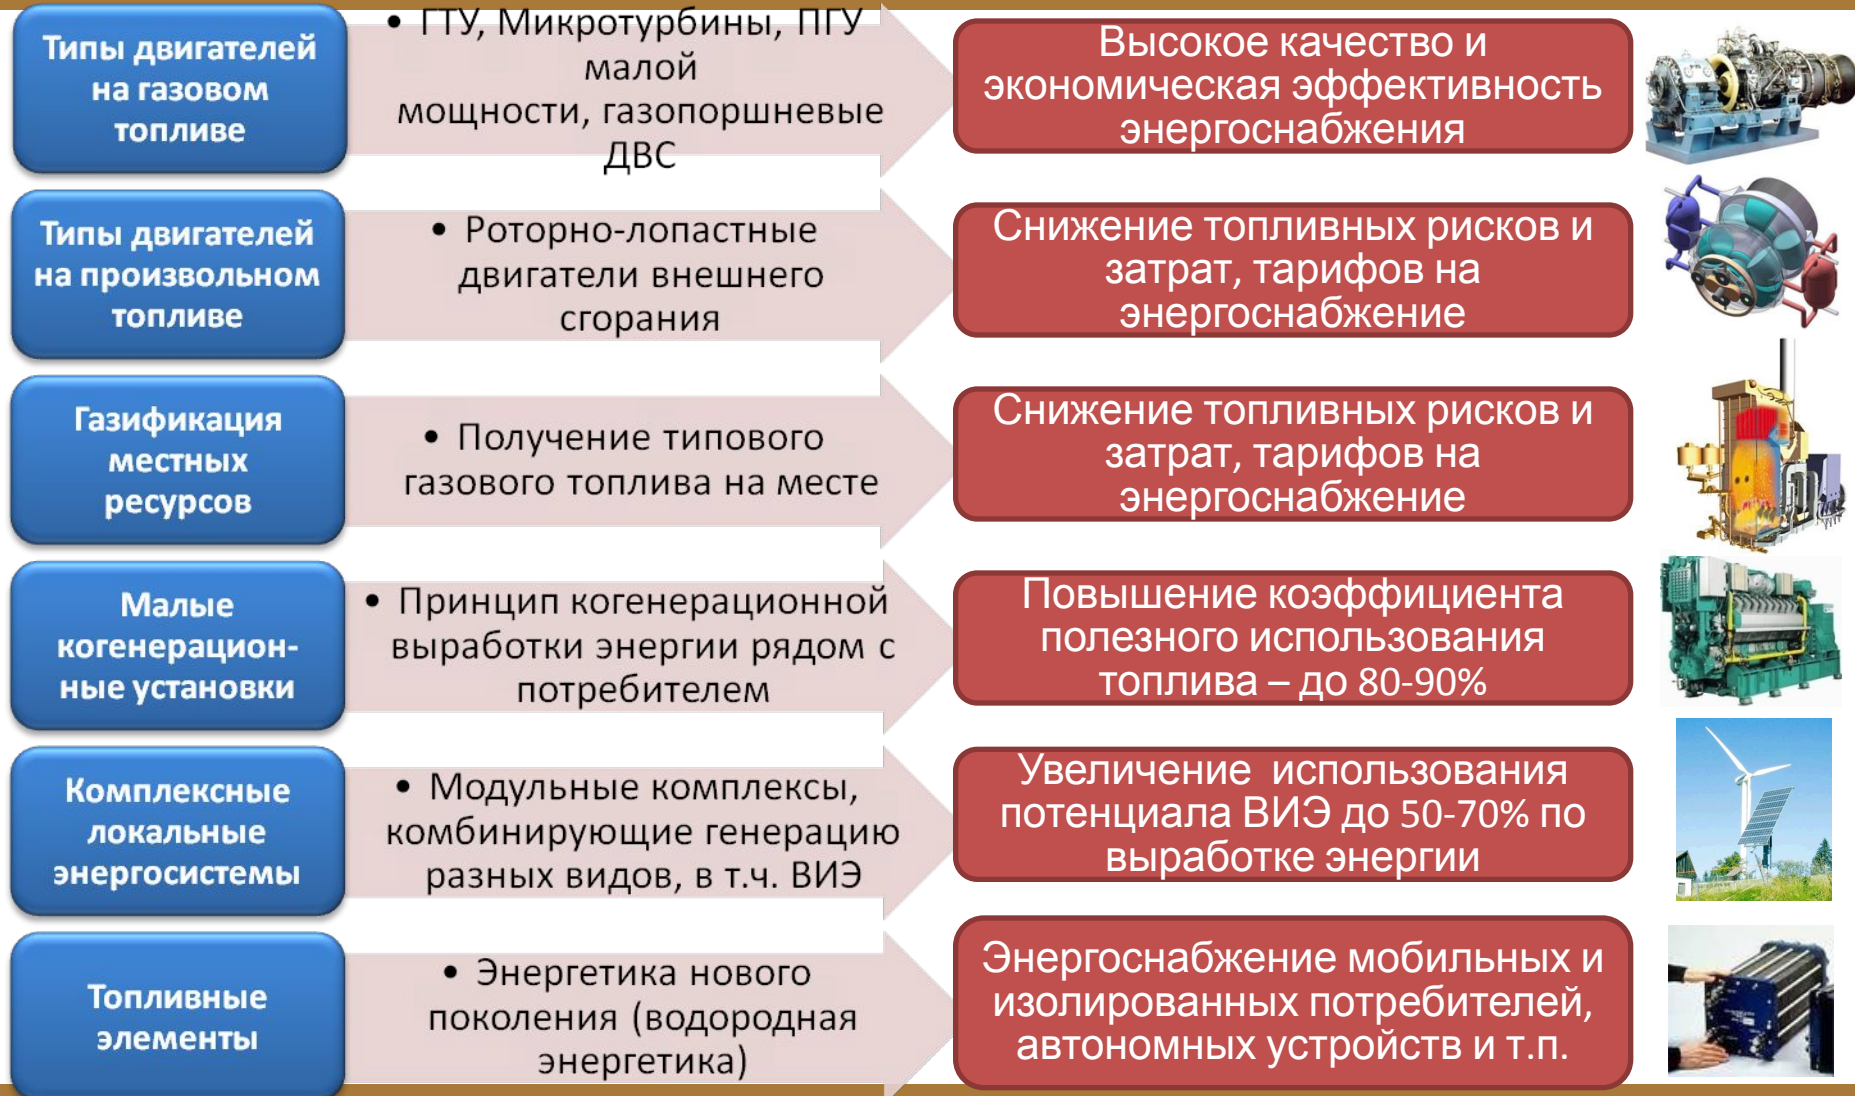 Типы двигателей
на газовом
топливе
• ГТУ, Микротурбины, ПГУ
малой
мощности, газопоршневые
ДВС
Высокое качество и
экономическая эффективность
энергоснабжения
Типы двигателей
на произвольном
топливе
• Роторно-лопастные
двигатели внешнего
сгорания
Снижение топливных рисков и
затрат, тарифов на
энергоснабжение
Газификация
местных
ресурсов
• Получение типового
газового топлива на месте
Снижение топливных рисков и
затрат, тарифов на
энергоснабжение
Малые
когенерацион-
ные установки
• Принцип когенерационной
выработки энергии рядом с
потребителем
Повышение коэффициента
полезного использования
топлива – до 80-90%
Комплексные
локальные
энергосистемы
• Модульные комплексы,
комбинирующие генерацию
разных видов, в т.ч. ВИЭ
Увеличение использования
потенциала ВИЭ до 50-70% по
выработке энергии
Топливные
элементы
• Энергетика нового
поколения (водородная
энергетика)
Энергоснабжение мобильных и
изолированных потребителей,
автономных устройств и т.п.